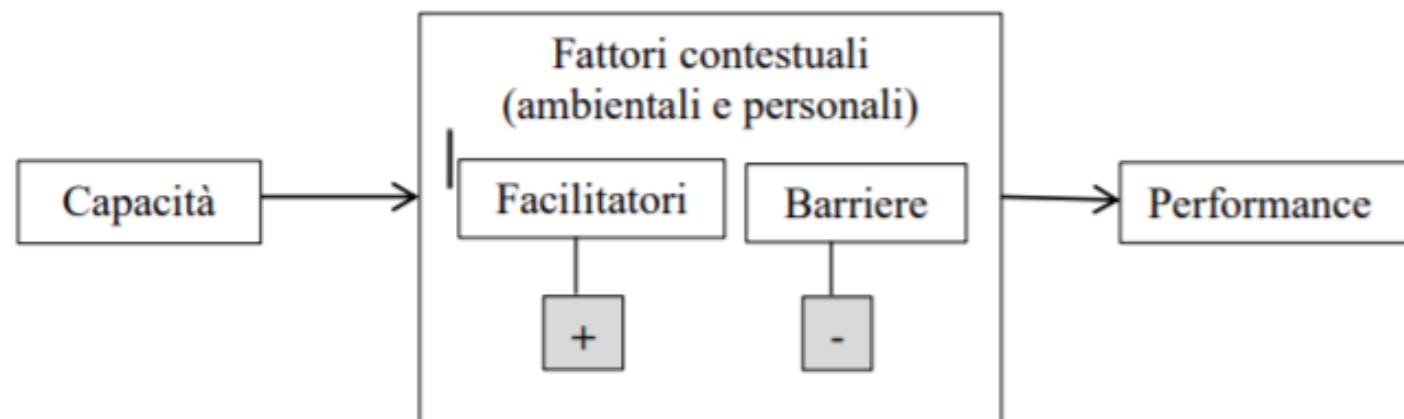 Fattori contestuali
(ambientali e personali)
Capacità
Facilitatori
Barriere
Performance
+
-